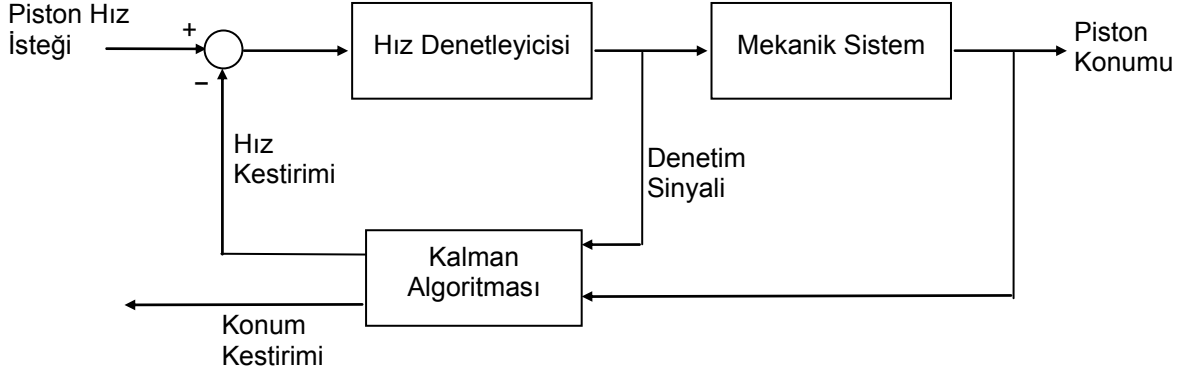 Piston Hız
İsteği
+
−
Hız Denetleyicisi
Mekanik Sistem
Piston
Konumu
Hız
Kestirimi
Denetim
Sinyali
Kalman
Algoritması
Konum
Kestirimi